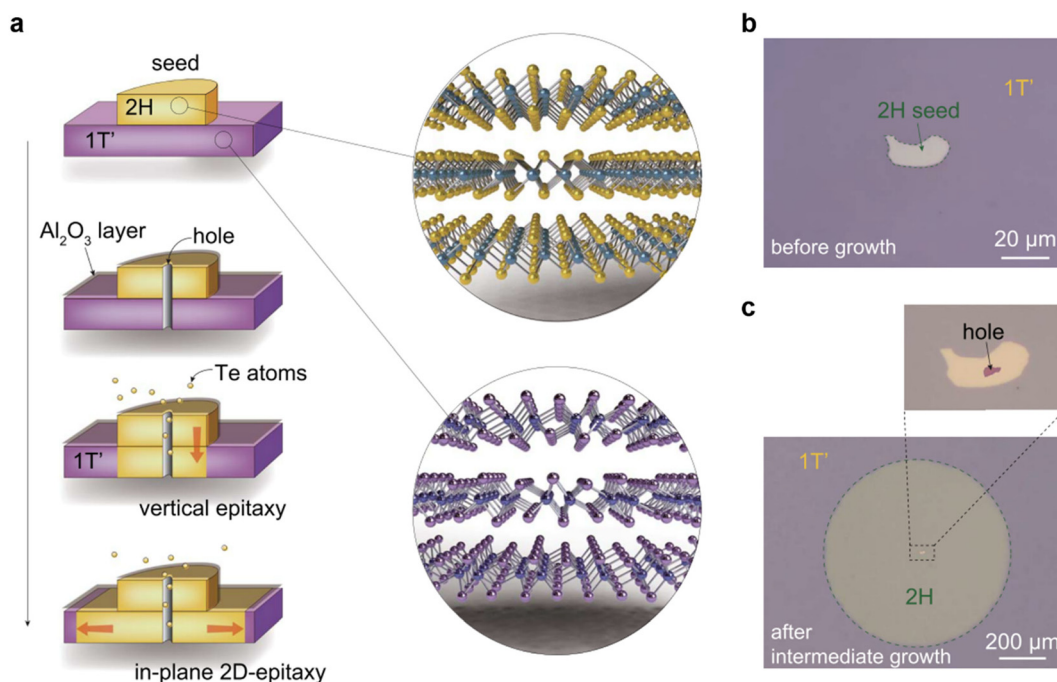 a
seed
2H
1T'
Al₂O₃ layer
hole
Te atoms
1T'
vertical epitaxy
in-plane 2D-epitaxy
b
1T'
2H seed
before growth
20 μm
c
hole
1T'
2H
after
intermediate growth
200 μm